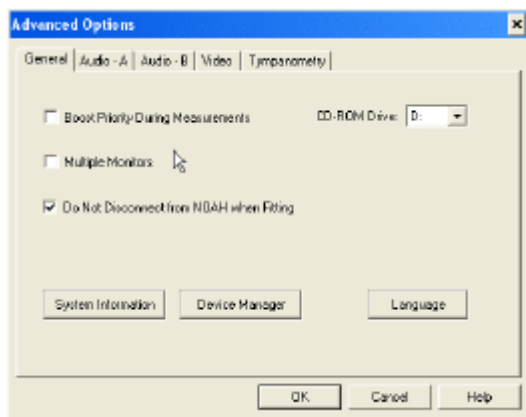 Advanced Options
General Audio - A Audio - B Video Tympanometry
Boost Priority During Measurements CD-ROM Drive: D:
Multiple Monitors
Do Not Disconnect from NOAH when Fitting
System Information Device Manager Language
OK Cancel Help